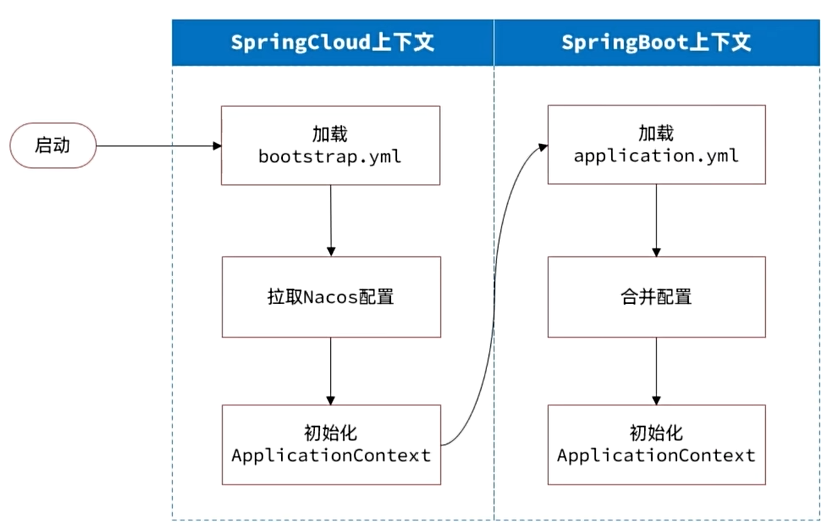 SpringCloud上下文
SpringBoot上下文
启动
加载
bootstrap.yml
拉取Nacos配置
初始化
ApplicationContext
加载
application.yml
合并配置
初始化
ApplicationContext